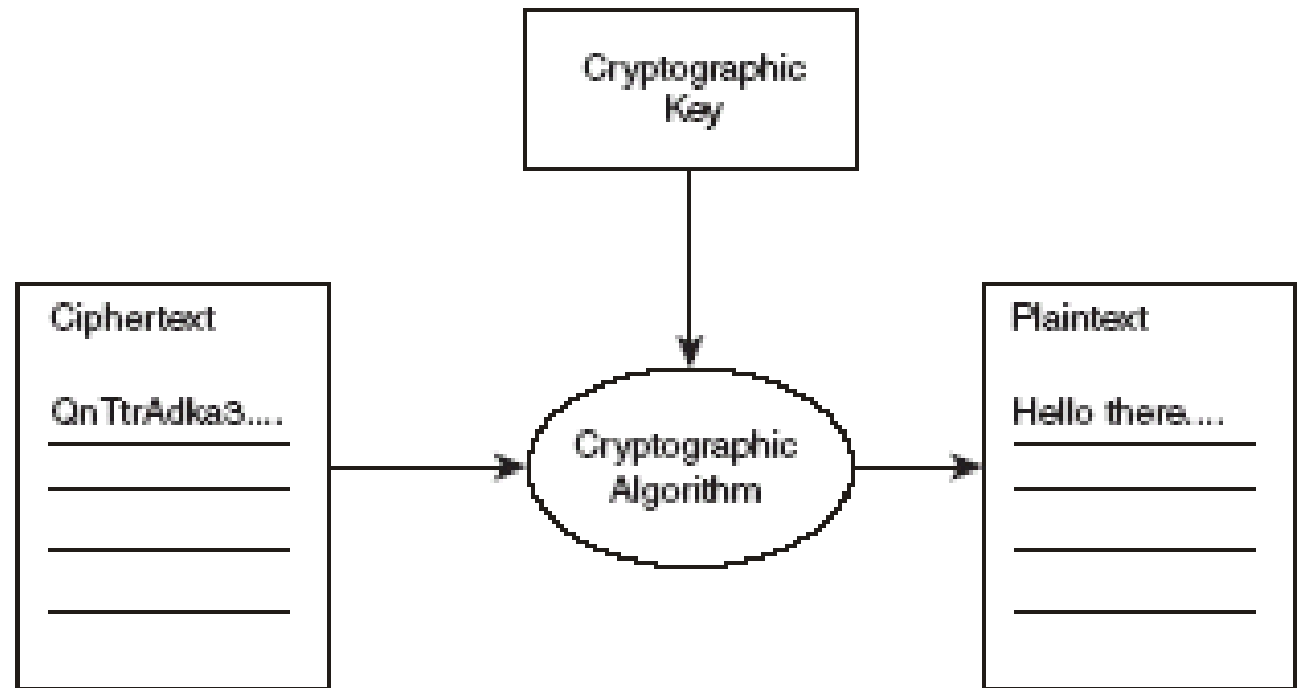 Cryptographic
Key
Ciphertext
QnTtrAdka3....
Cryptographic
Algorithm
Plaintext
Hello there....